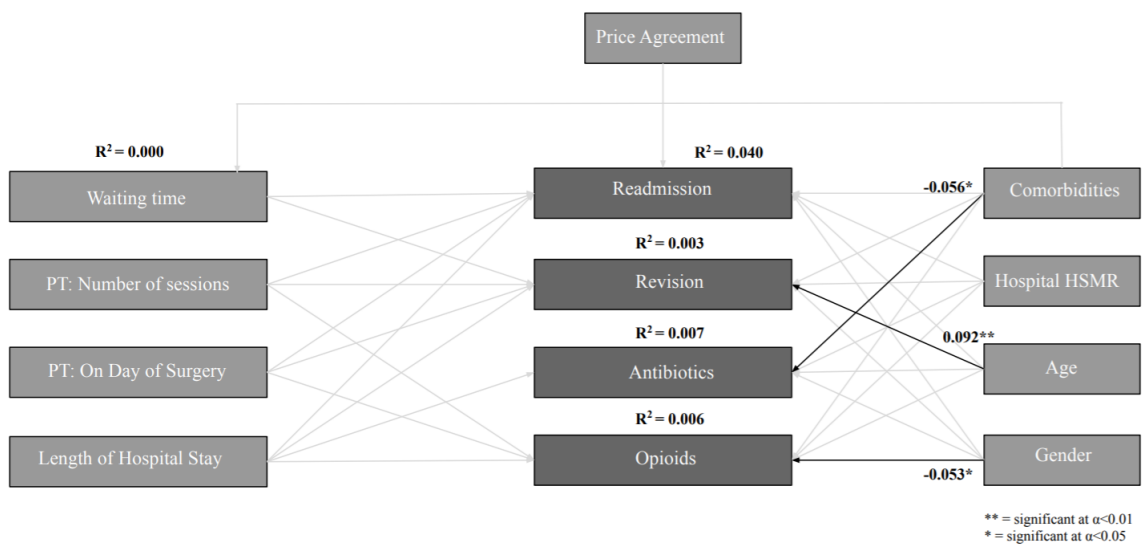 Price Agreement
R² = 0.000
R² = 0.040
Waiting time
Readmission
-0.056*
Comorbidities
R² = 0.003
PT: Number of sessions
Revision
Hospital HSMR
R² = 0.007
0.092**
PT: On Day of Surgery
Antibiotics
Age
R² = 0.006
Length of Hospital Stay
Opioids
Gender
-0.053*
** = significant at α<0.01
* = significant at α<0.05